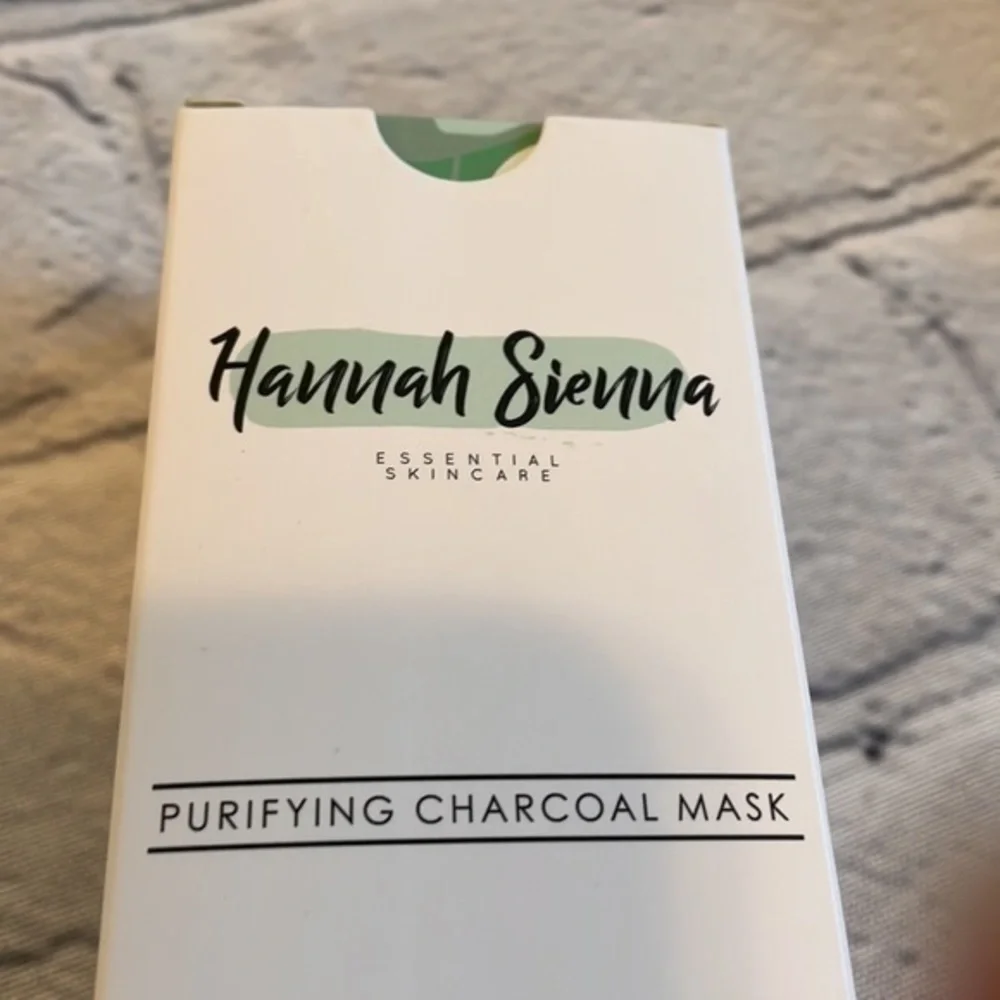 Hannah Sienna
ESSENTIAL
SKINCARE
PURIFYING CHARCOAL MASK